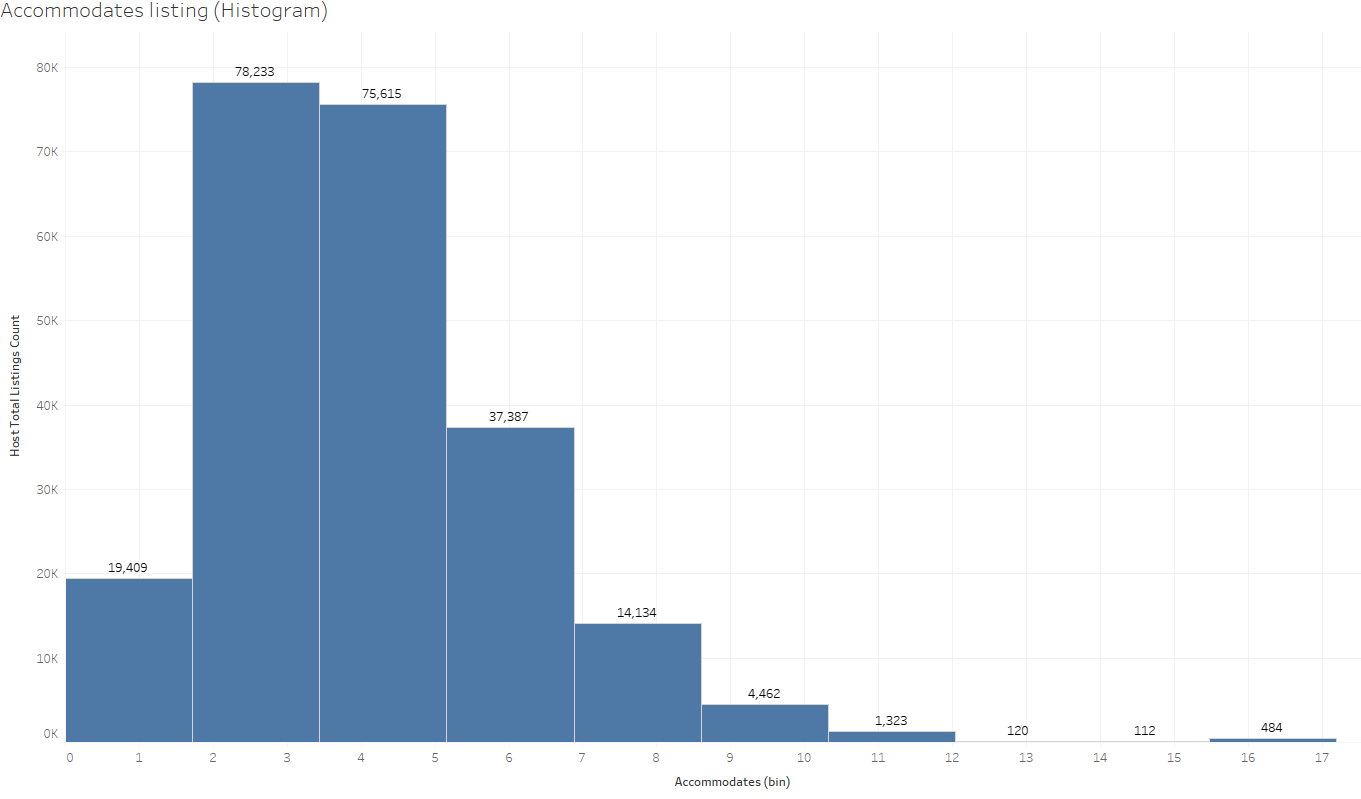 Accommodates listing (Histogram)
80K
70K
60K
50K
40K
30K
20K
10K
0K
Host Total Listings Count
19,409
78,233
75,615
37,387
14,134
4,462
1,323
120
112
484
0 1 2 3 4 5 6 7 8 9 10 11 12 13 14 15 16 17
Accommodates (bin)